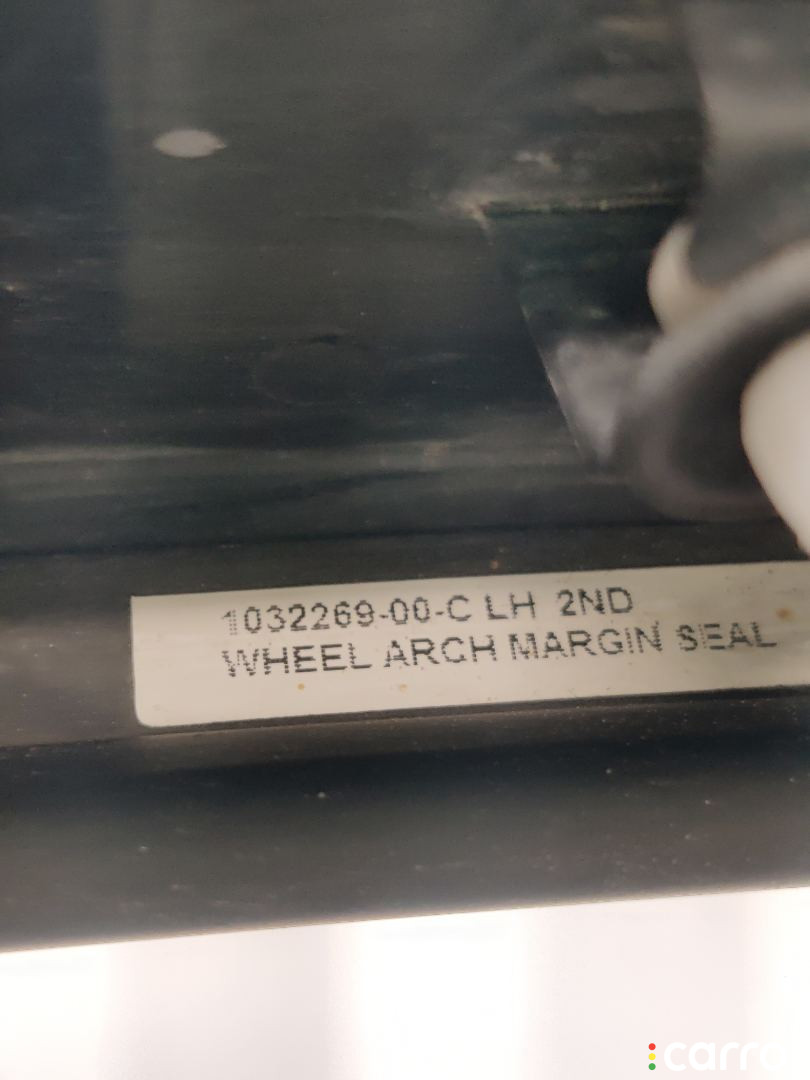 1032269-00-C LH 2ND
WHEEL ARCH MARGIN SEAL